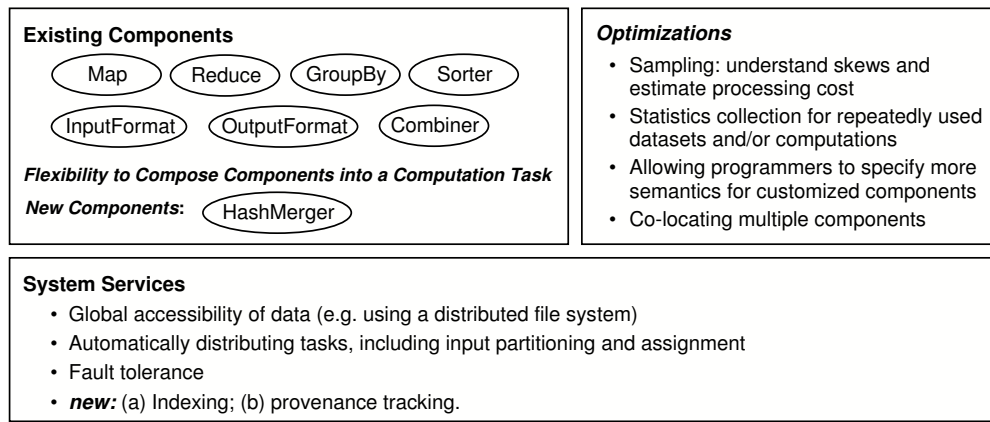 Existing Components
Map Reduce GroupBy Sorter
InputFormat OutputFormat Combiner
Flexibility to Compose Components into a Computation Task
New Components: HashMerger
Optimizations
• Sampling: understand skews and
estimate processing cost
• Statistics collection for repeatedly used
datasets and/or computations
• Allowing programmers to specify more
semantics for customized components
• Co-locating multiple components
System Services
• Global accessibility of data (e.g. using a distributed file system)
• Automatically distributing tasks, including input partitioning and assignment
• Fault tolerance
• new: (a) Indexing; (b) provenance tracking.